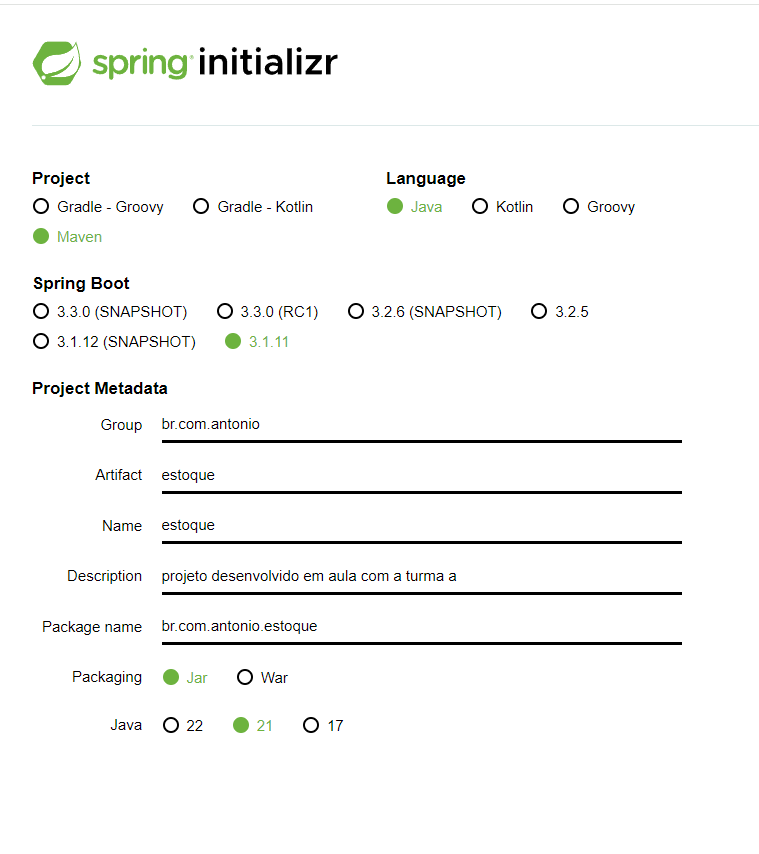 spring initializr
Project
Gradle - Groovy Gradle - Kotlin
Maven
Language
Java Kotlin Groovy
Spring Boot
3.3.0 (SNAPSHOT) 3.3.0 (RC1) 3.2.6 (SNAPSHOT) 3.2.5
3.1.12 (SNAPSHOT) 3.1.11
Project Metadata
Group br.com.antonio
Artifact estoque
Name estoque
Description projeto desenvolvido em aula com a turma a
Package name br.com.antonio.estoque
Packaging Jar War
Java 22 21 17